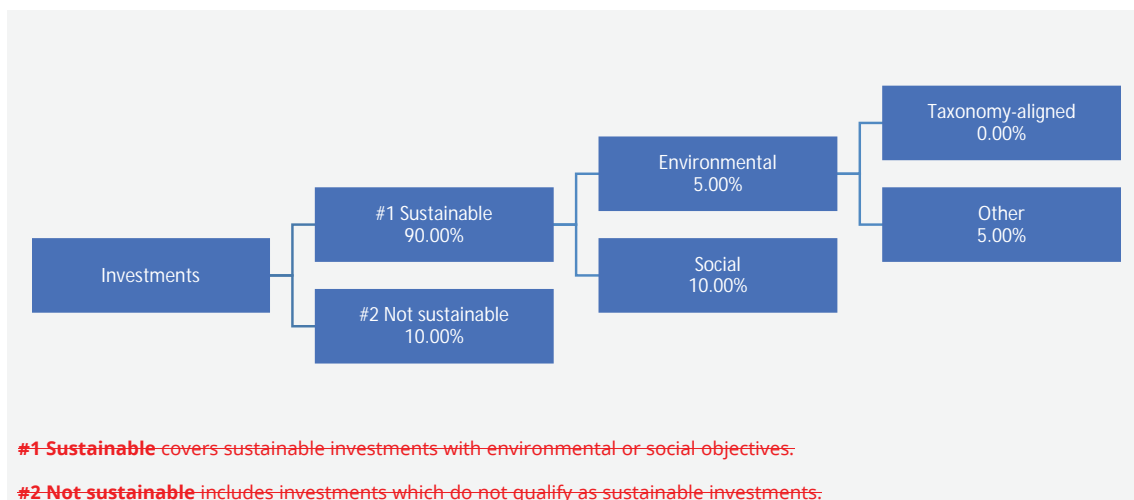 Taxonomy-aligned
0.00%
Environmental
5.00%
#1 Sustainable
90.00%
Other
5.00%
Investments
Social
10.00%
#2 Not sustainable
10.00%
#1 Sustainable covers sustainable investments with environmental or social objectives.
#2 Not sustainable includes investments which do not qualify as sustainable investments.